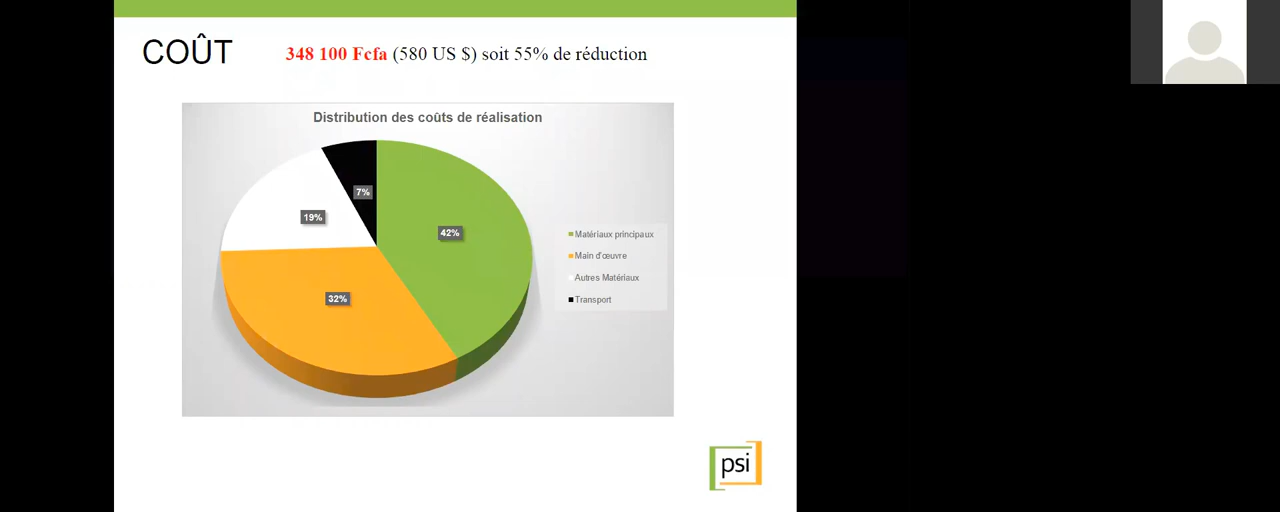 COÛT
348 100 Fcfa (580 US $) soit 55% de réduction
Distribution des coûts de réalisation
7%
19%
42%
32%
Matériaux principaux
Main d'œuvre
Autres Matériaux
Transport
psi